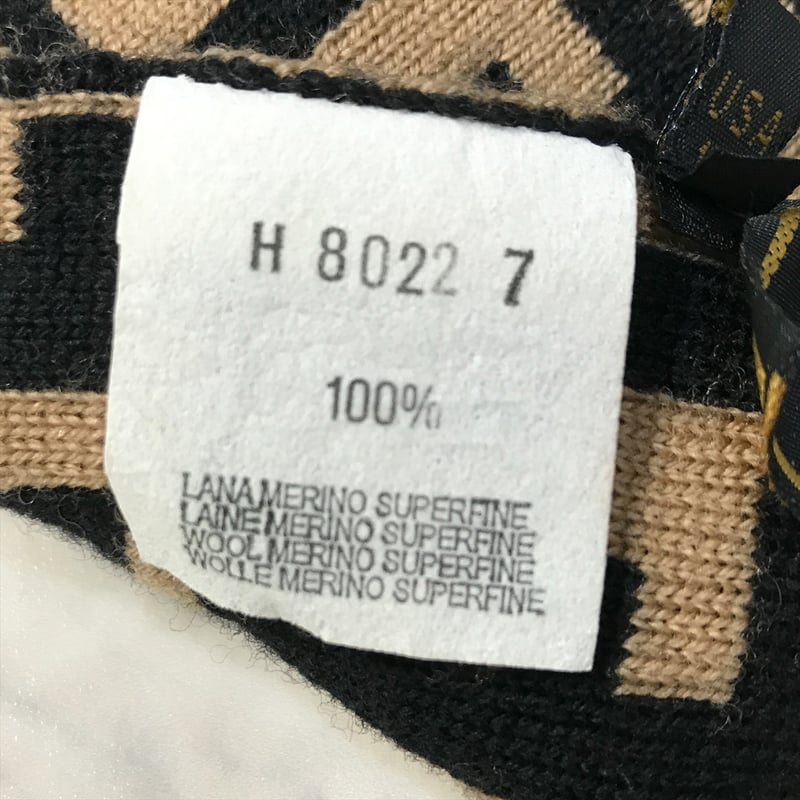 USA
H 8022 7
100%
LANA MERINO SUPERFINE
LAINE MERINO SUPERFINE
WOOL MERINO SUPERFINE
WOLLE MERINO SUPERFINE